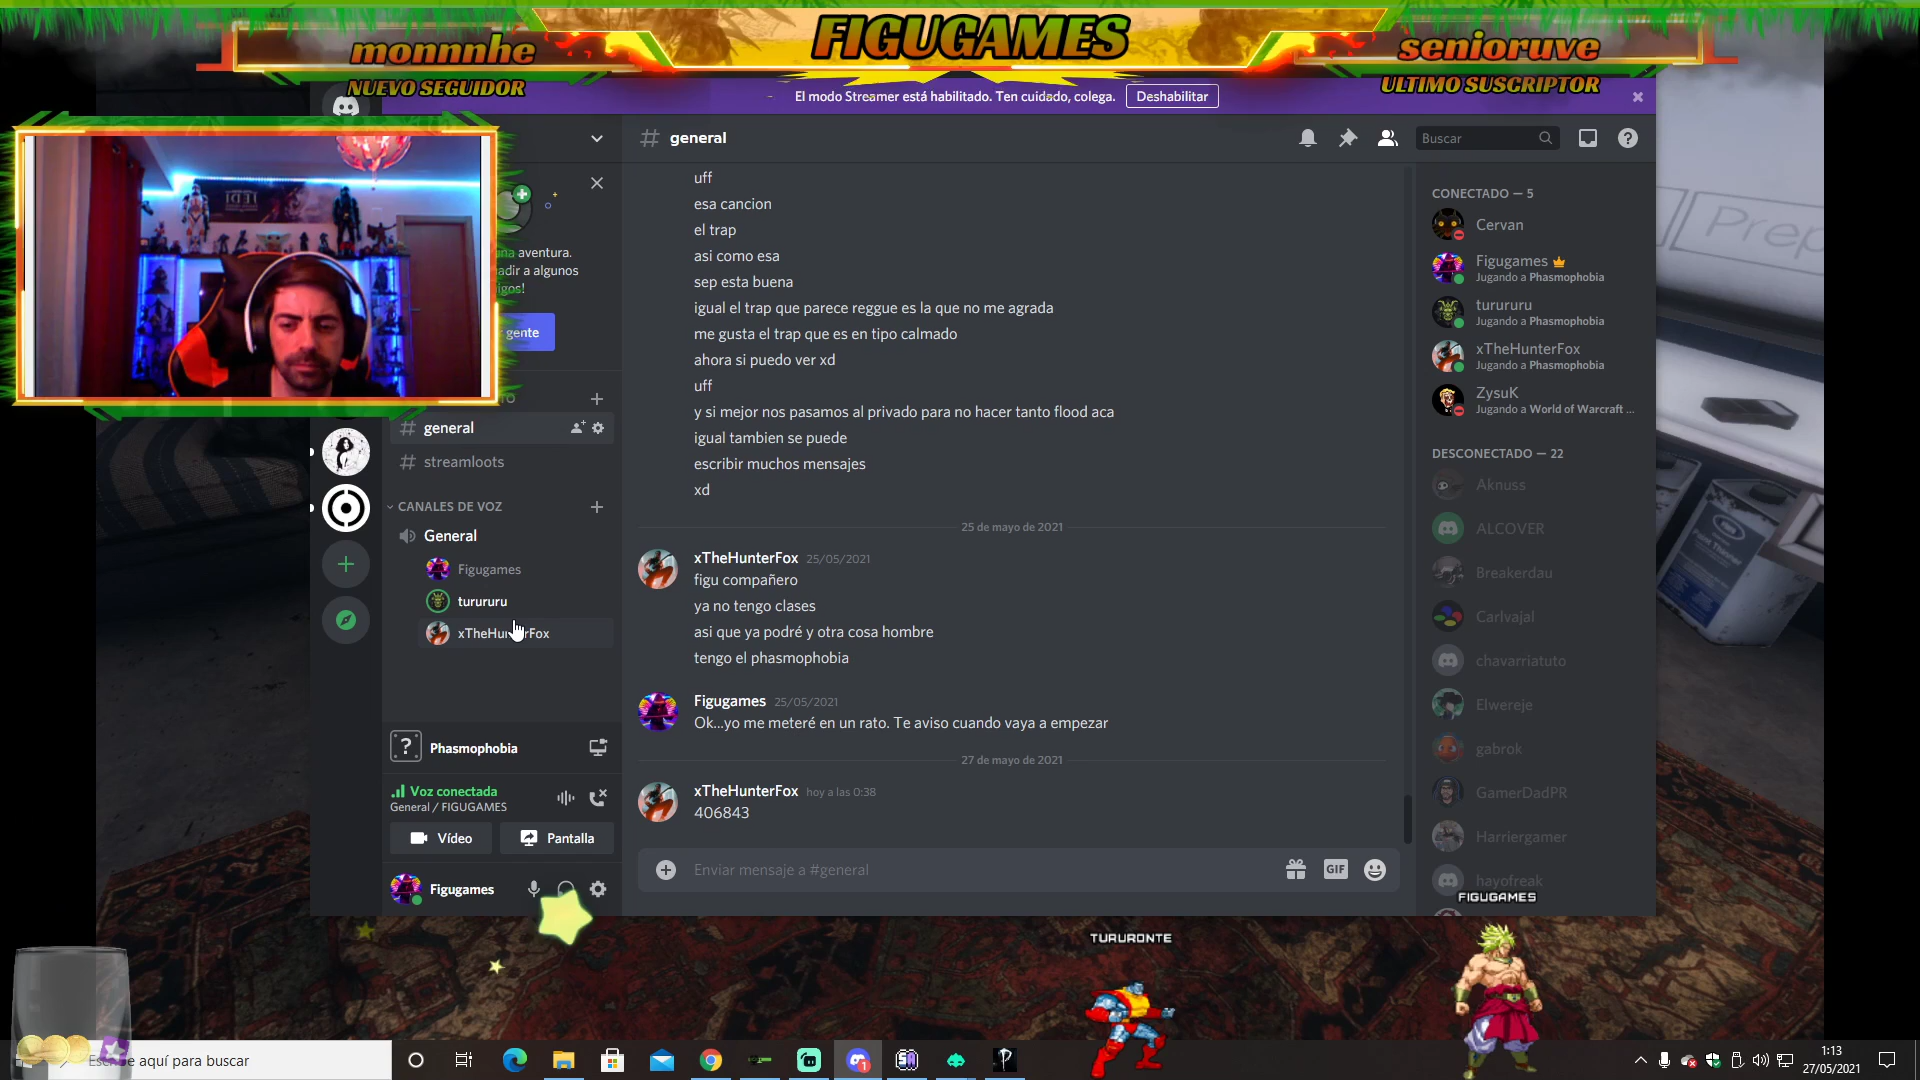 monnnhe
NUEVO SEGUIDOR
FIGUGAMES
senioruve
ULTIMO SUSCRIPTOR
El modo Streamer está habilitado. Ten cuidado, colega.
Deshabilitar
general
Buscar
JEDI
aventura.
adir a algunos
gos!
gente
O
general
streamloots
CANALES DE VOZ
General
Figugames
turururu
xTheHunterFox
Phasmophobia
Voz conectada
General / FIGUGAMES
Vídeo
Pantalla
Figugames
uff
esa cancion
el trap
asi como esa
sep esta buena
igual el trap que parece reggue es la que no me agrada
me gusta el trap que es en tipo calmado
ahora si puedo ver xd
uff
y si mejor nos pasamos al privado para no hacer tanto flood aca
igual tambien se puede
escribir muchos mensajes
xd
25 de mayo de 2021
xTheHunterFox 25/05/2021
figu compañero
ya no tengo clases
asi que ya podré y otra cosa hombre
tengo el phasmophobia
Figugames 25/05/2021
Ok...yo me meteré en un rato. Te aviso cuando vaya a empezar
27 de mayo de 2021
xTheHunterFox hoy a las 0:38
406843
Enviar mensaje a #general
GIF
CONECTADO — 5
Cervan
Figugames
Jugando a Phasmophobia
turururu
Jugando a Phasmophobia
xTheHunterFox
Jugando a Phasmophobia
ZysuK
Jugando a World of Warcraft ...
DESCONECTADO — 22
Aknuss
ALCOVER
Breakerdau
Carlvajal
chavarriatuto
Elwereje
gabrok
GamerDadPR
Harriergamer
hayofreak
Prep
FIGUGAMES
TURURONTE
aquí para buscar
1:13
27/05/2021